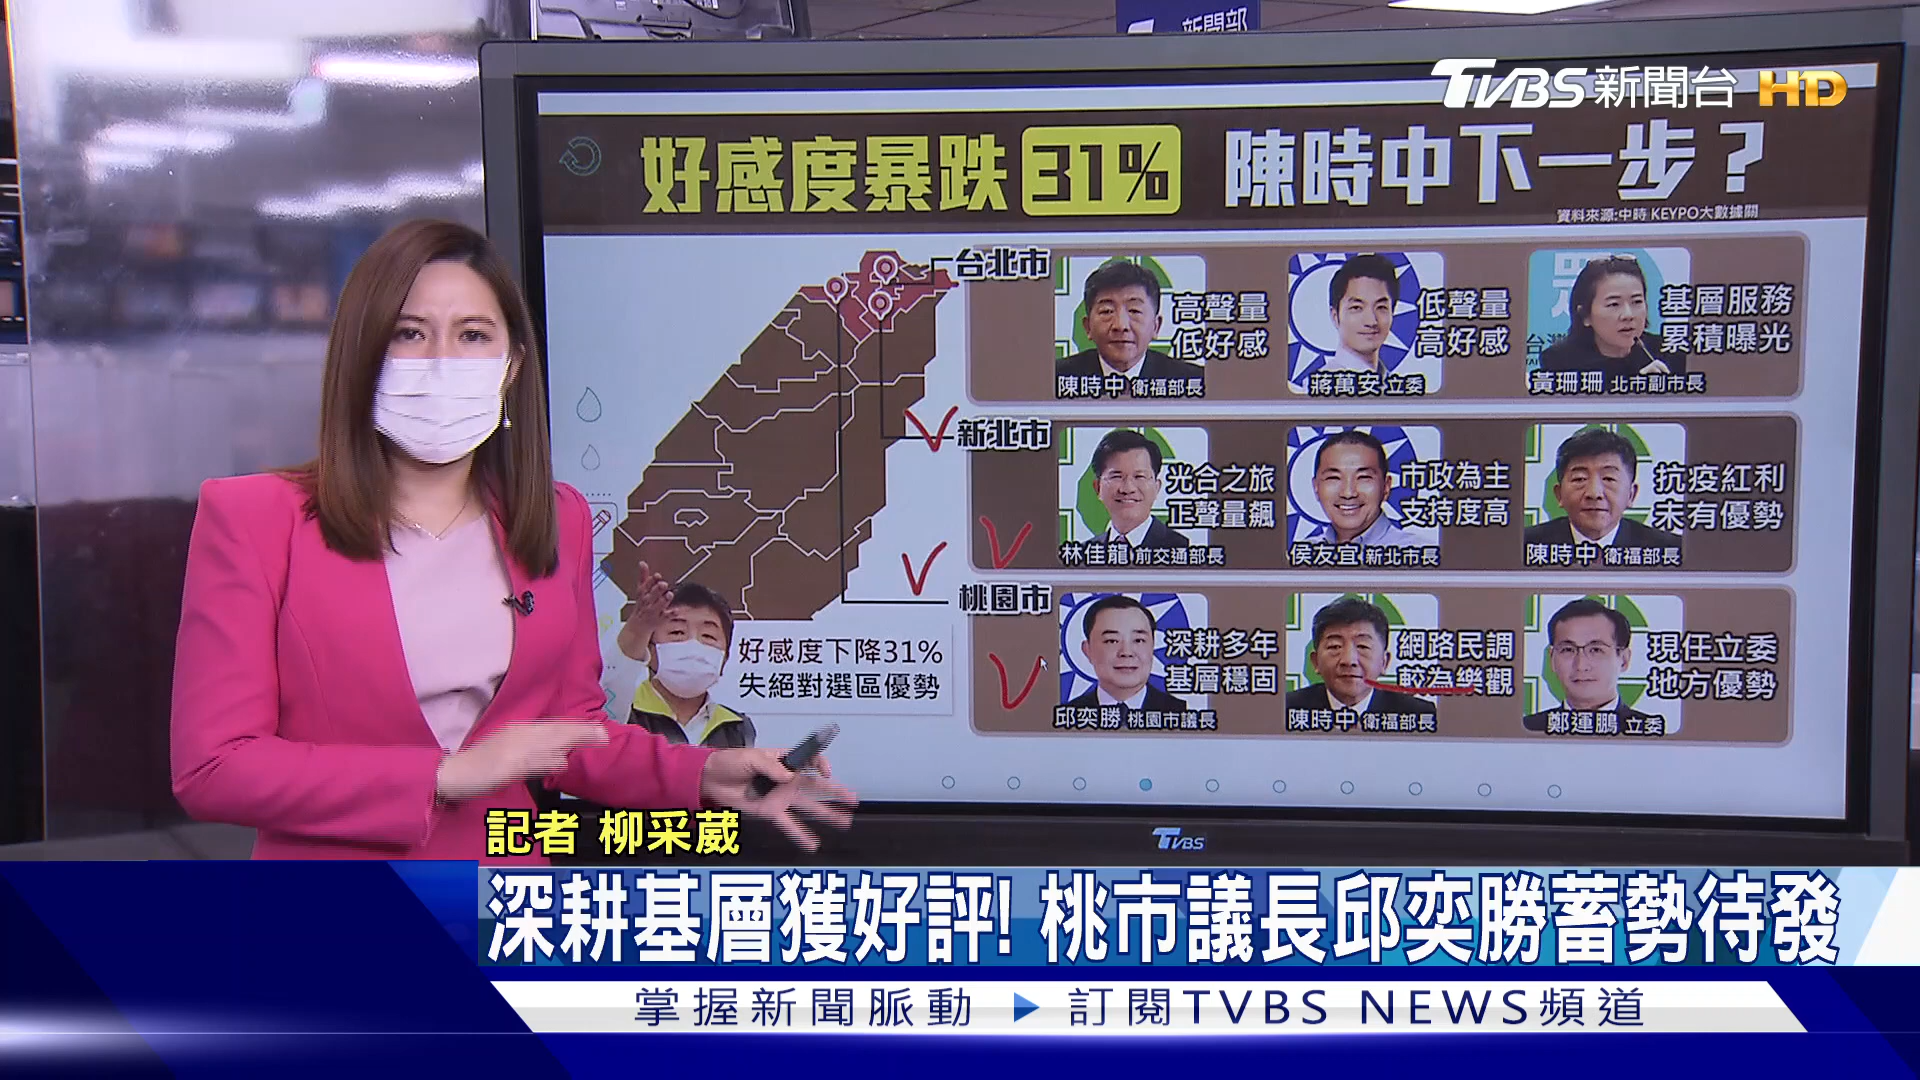 新聞部
TVBS新聞台 HD
好感度暴跌31% 陳時中下一步?
資料來源:中時 KEYPO大數據關
台北市
高聲量
低好感
陳時中 衛福部長
低聲量
高好感
蔣萬安 立委
基層服務
累積曝光
黃珊珊 北市副市長
新北市
光合之旅
正聲量飆
林佳龍 前交通部長
市政為主
支持度高
侯友宜 新北市長
抗疫紅利
未有優勢
陳時中 衛福部長
桃園市
深耕多年
基層穩固
邱奕勝 桃園市議長
網路民調
較為樂觀
陳時中 衛福部長
現任立委
地方優勢
鄭運鵬 立委
好感度下降31%
失絕對選區優勢
TVBS
記者 柳采葳
深耕基層獲好評! 桃市議長邱奕勝蓄勢待發
掌握新聞脈動 ▶ 訂閱TVBS NEWS頻道